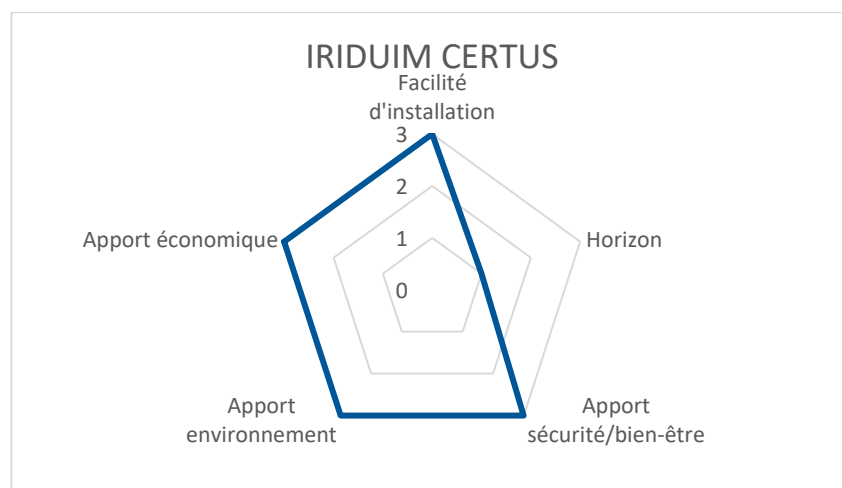 IRIDUIM CERTUS
Facilité
d'installation
3
2
1
0
Horizon
Apport économique
Apport
environnement
Apport
sécurité/bien-être